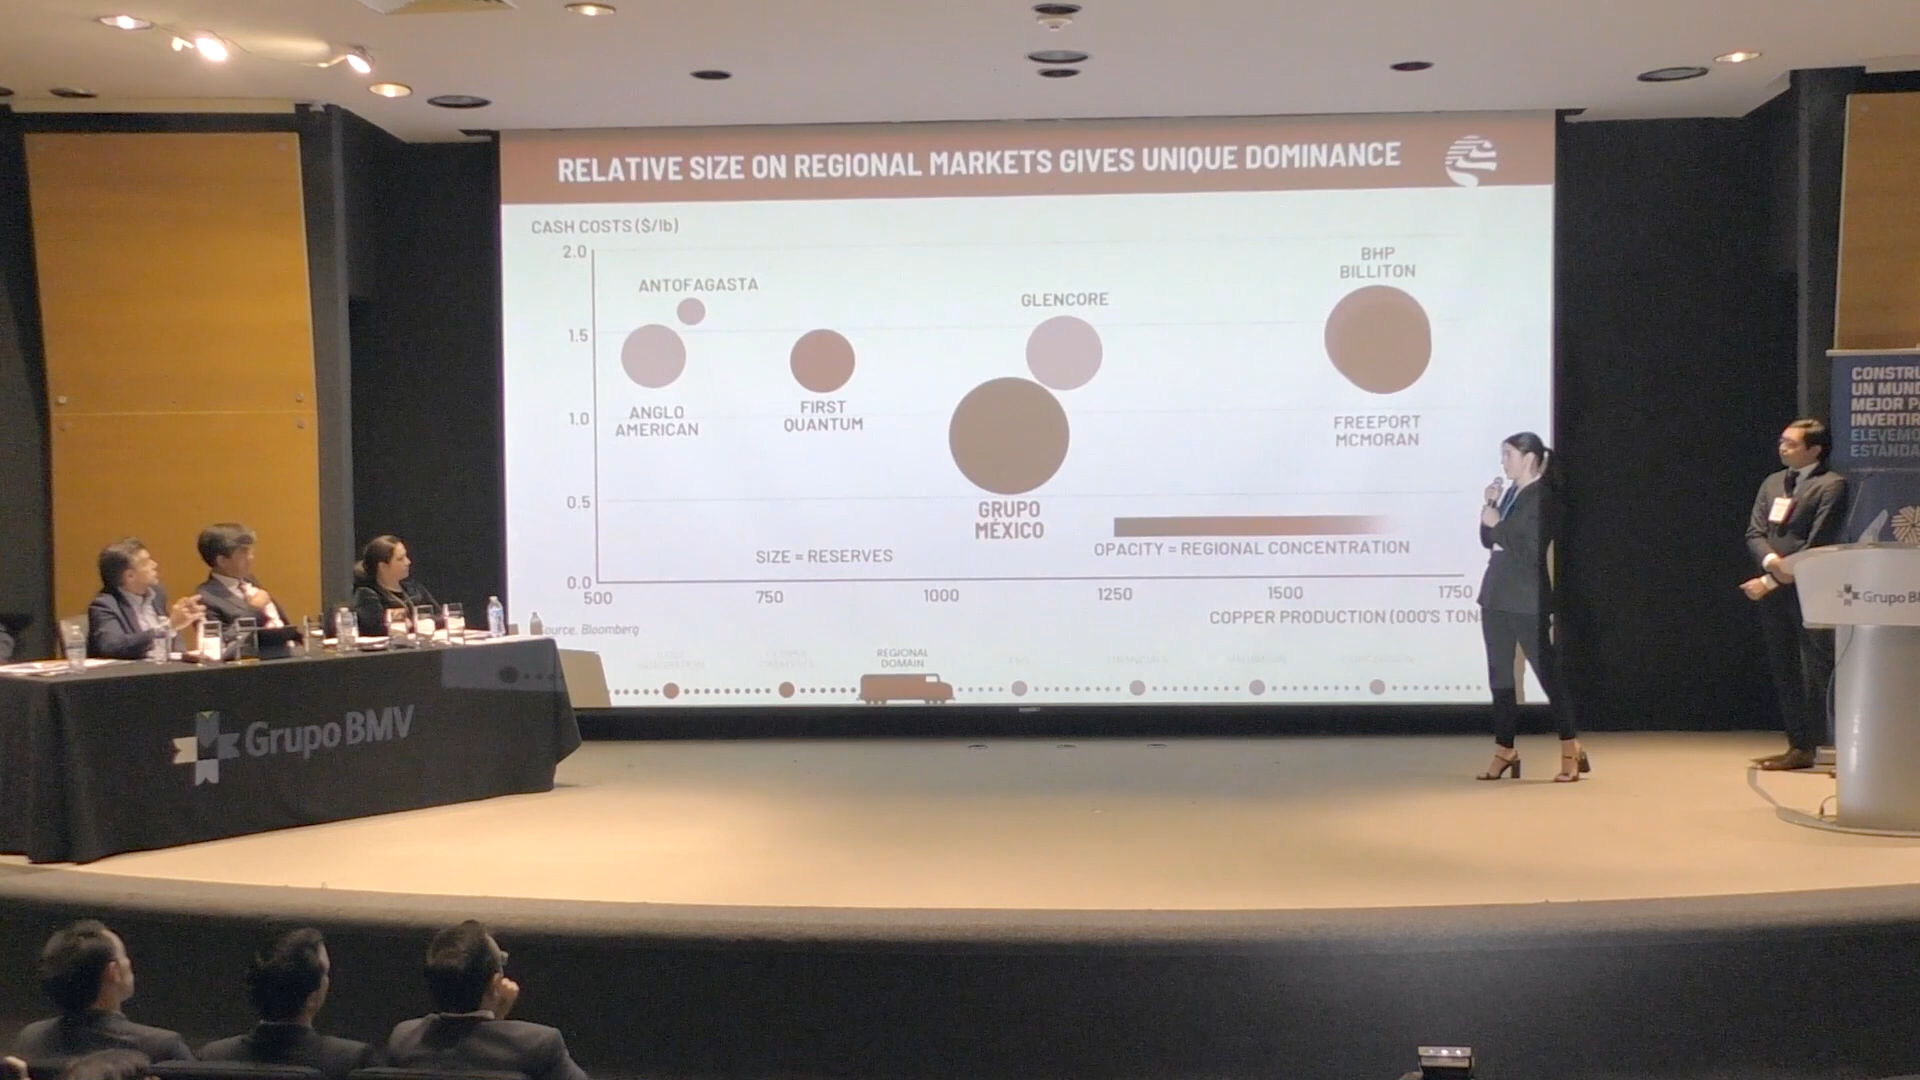 RELATIVE SIZE ON REGIONAL MARKETS GIVES UNIQUE DOMINANCE
CASH COSTS ($/lb)
2.0
1.5
1.0
0.5
0.0
ANTOFAGASTA
ANGLO
AMERICAN
FIRST
QUANTUM
GLENCORE
GRUPO
MÉXICO
BHP
BILLITON
FREEPORT
MCMORAN
SIZE = RESERVES
OPACITY = REGIONAL CONCENTRATION
500
750
1000
1250
1500
1750
COPPER PRODUCTION (000'S TON
Bloomberg
REGIONAL
DOMAIN
Grupo BMV
CONSTRU
UN MUN
MEJOR P
INVERTIR
ELEVEMO
ESTÁNDA
Grupo B